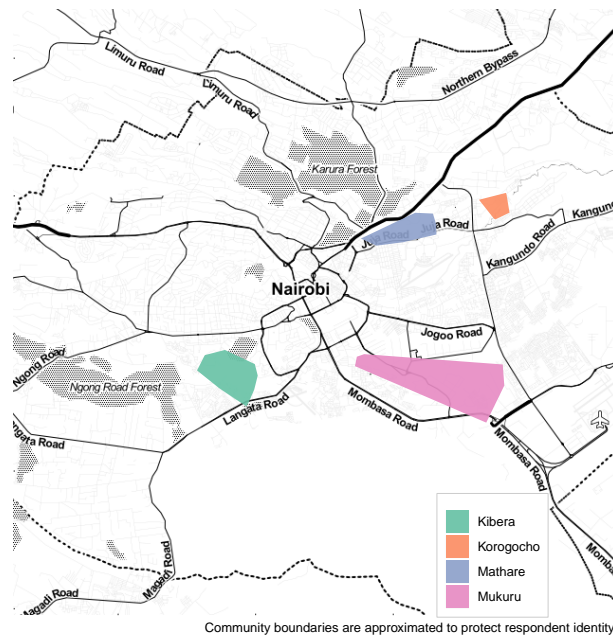 Limuru Road
Northern Bypass
Limuru Road
Karura Forest
Juja Road
Juja Road
Kangundo
Kangundo Road
Nairobi
Jogoo Road
Ngong Road
Ngong Road Forest
Langata Road
Mombasa Road
Langata Road
Mombasa Road
Magadi Road
Magadi Road
Momba
Kibera
Korogocho
Mathare
Mukuru
Community boundaries are approximated to protect respondent identity